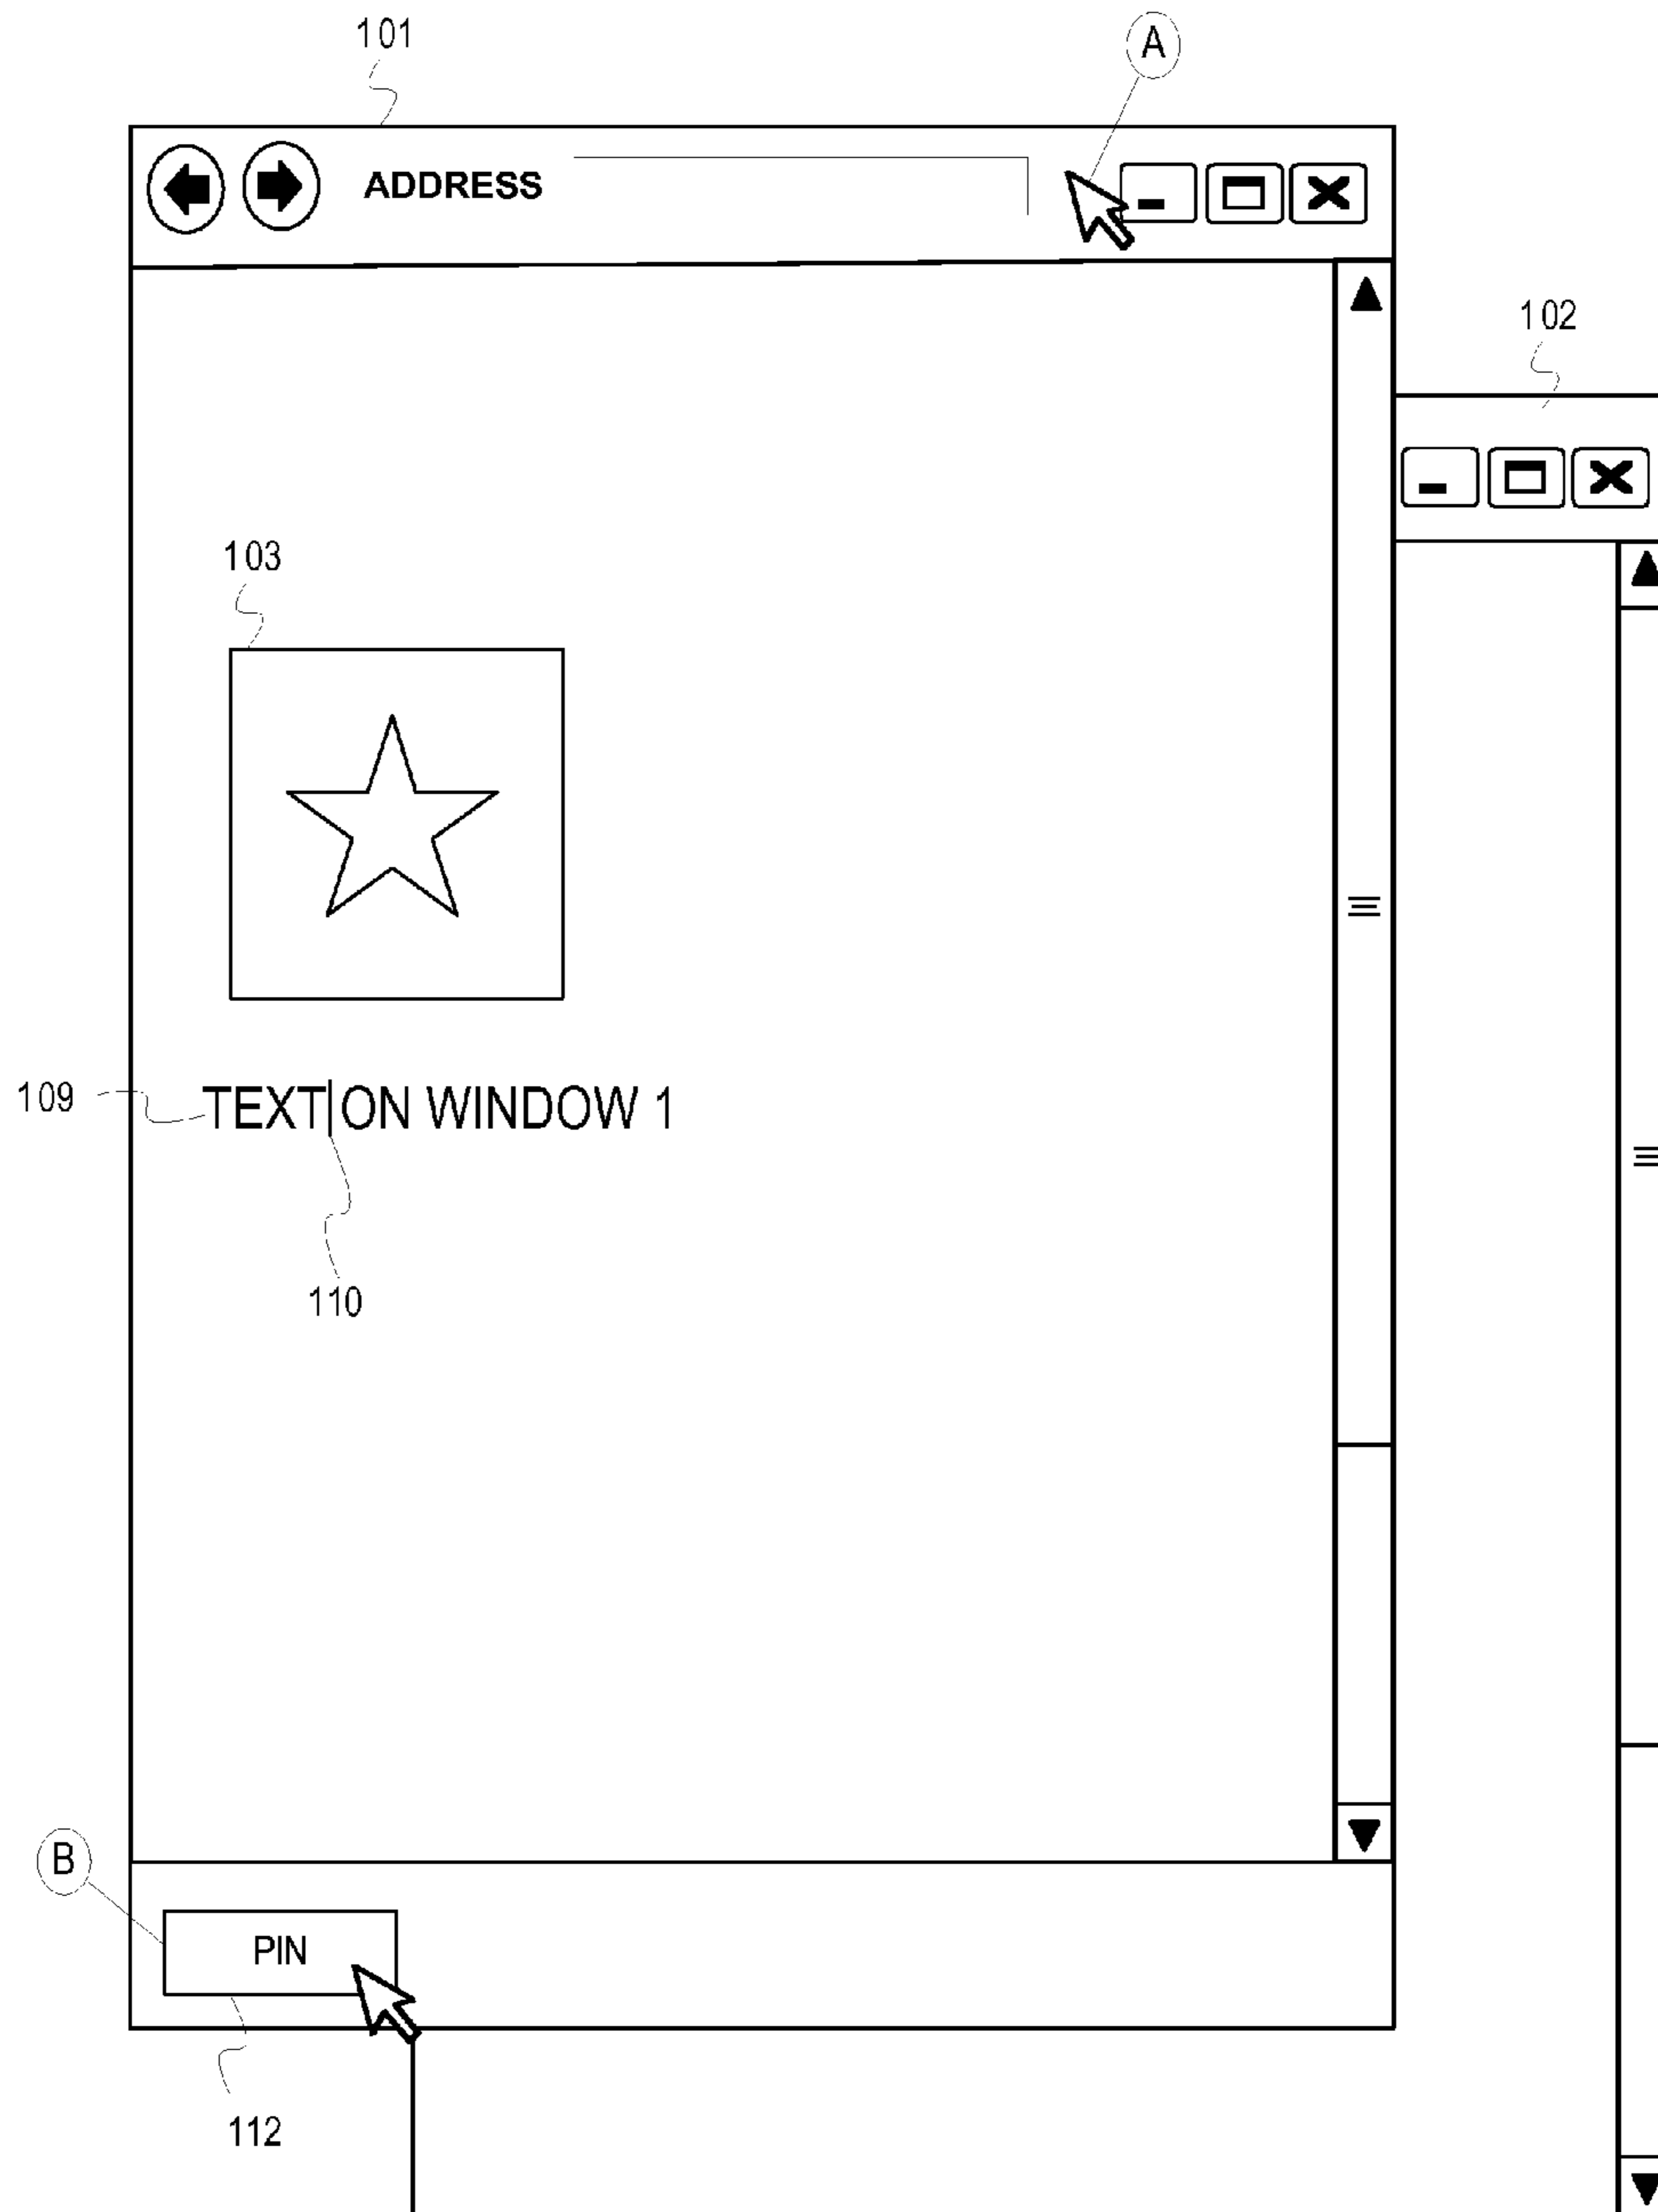 101
A
ADDRESS
102
103
109
TEXT ON WINDOW 1
110
B
PIN
112